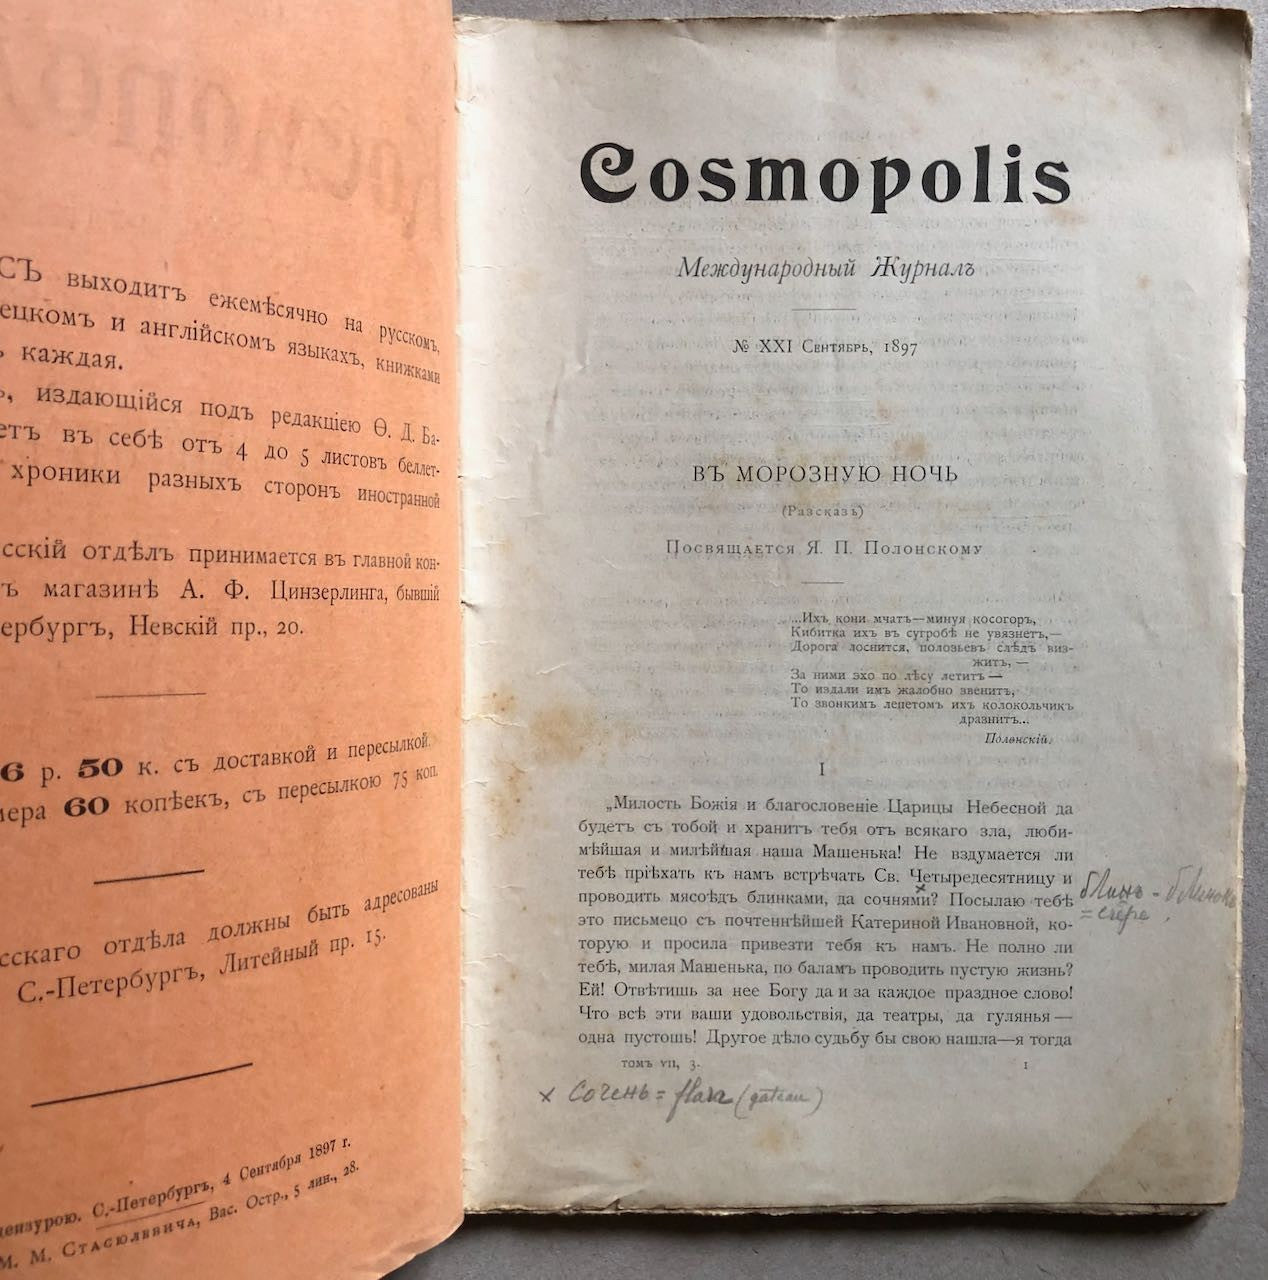 СЪ выходитъ ежемѣсячно на русскомъ,
ецкомъ и англійскомъ языкахъ, книжками
ъ каждая.
ь, издающійся подъ редакціею Ѳ. Д. Ба-
етъ въ себѣ отъ 4 до 5 листовъ беллет-
хроники разныхъ сторонъ иностранной
сскій отдѣлъ принимается въ главной кон-
ъ магазинѣ А. Ф. Цинзерлинга, бывшій
ербургъ, Невскій пр., 20.
6 р. 50 к. съ доставкой и пересылкой.
мера 60 копѣекъ, съ пересылкою 75 коп.
сскаго отдѣла должны быть адресованы
С.-Петербургъ, Литейный пр. 15.
цензурою. С.-Петербургъ, 4 Сентября 1897 г.
М. М. Стасюлевича, Вас. Остр., 5 лин., 28.
Cosmopolis
Международный Журналъ
№ XXI Сентябрь, 1897
ВЪ МОРОЗНУЮ НОЧЬ
(Разсказъ)
Посвящается Я. П. Полонскому
...Ихъ кони мчатъ—минуя косогоръ,
Кибитка ихъ въ сугробѣ не увязнетъ,—
Дорога лоснится, полозьевъ слѣдъ виз-
житъ, —
За ними эхо по лѣсу летитъ —
То издали имъ жалобно звенитъ,
То звонкимъ лепетомъ ихъ колокольчикъ
дразнитъ...
Полонскій.
I
„Милость Божія и благословеніе Царицы Небесной да
будетъ съ тобой и хранитъ тебя отъ всякаго зла, люби-
мѣйшая и милѣйшая наша Машенька! Не вздумается ли
тебѣ пріѣхать къ намъ встрѣчать Св. Четыредесятницу и
проводить мясоѣдъ блинками, да сочнями? Посылаю тебѣ
это письмецо съ почтеннѣйшей Катериной Ивановной, ко-
торую и просила привезти тебя къ намъ. Не полно ли
тебѣ, милая Машенька, по баламъ проводить пустую жизнь?
Ей! Отвѣтишь за нее Богу да и за каждое праздное слово!
Что всѣ эти ваши удовольствія, да театры, да гулянья —
одна пустошь! Другое дѣло судьбу бы свою нашла—я тогда
томъ VII, 3. 1
блинъ - блинокъ
= crêpe
× Сочень = flan (gateau)